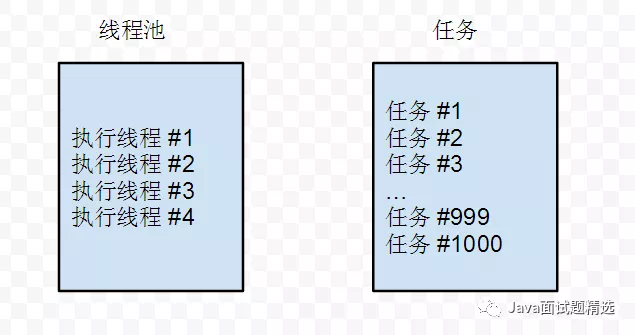 线程池
执行线程 #1
执行线程 #2
执行线程 #3
执行线程 #4
任务
任务 #1
任务 #2
任务 #3
...
任务 #999
任务 #1000
Java面试题精选